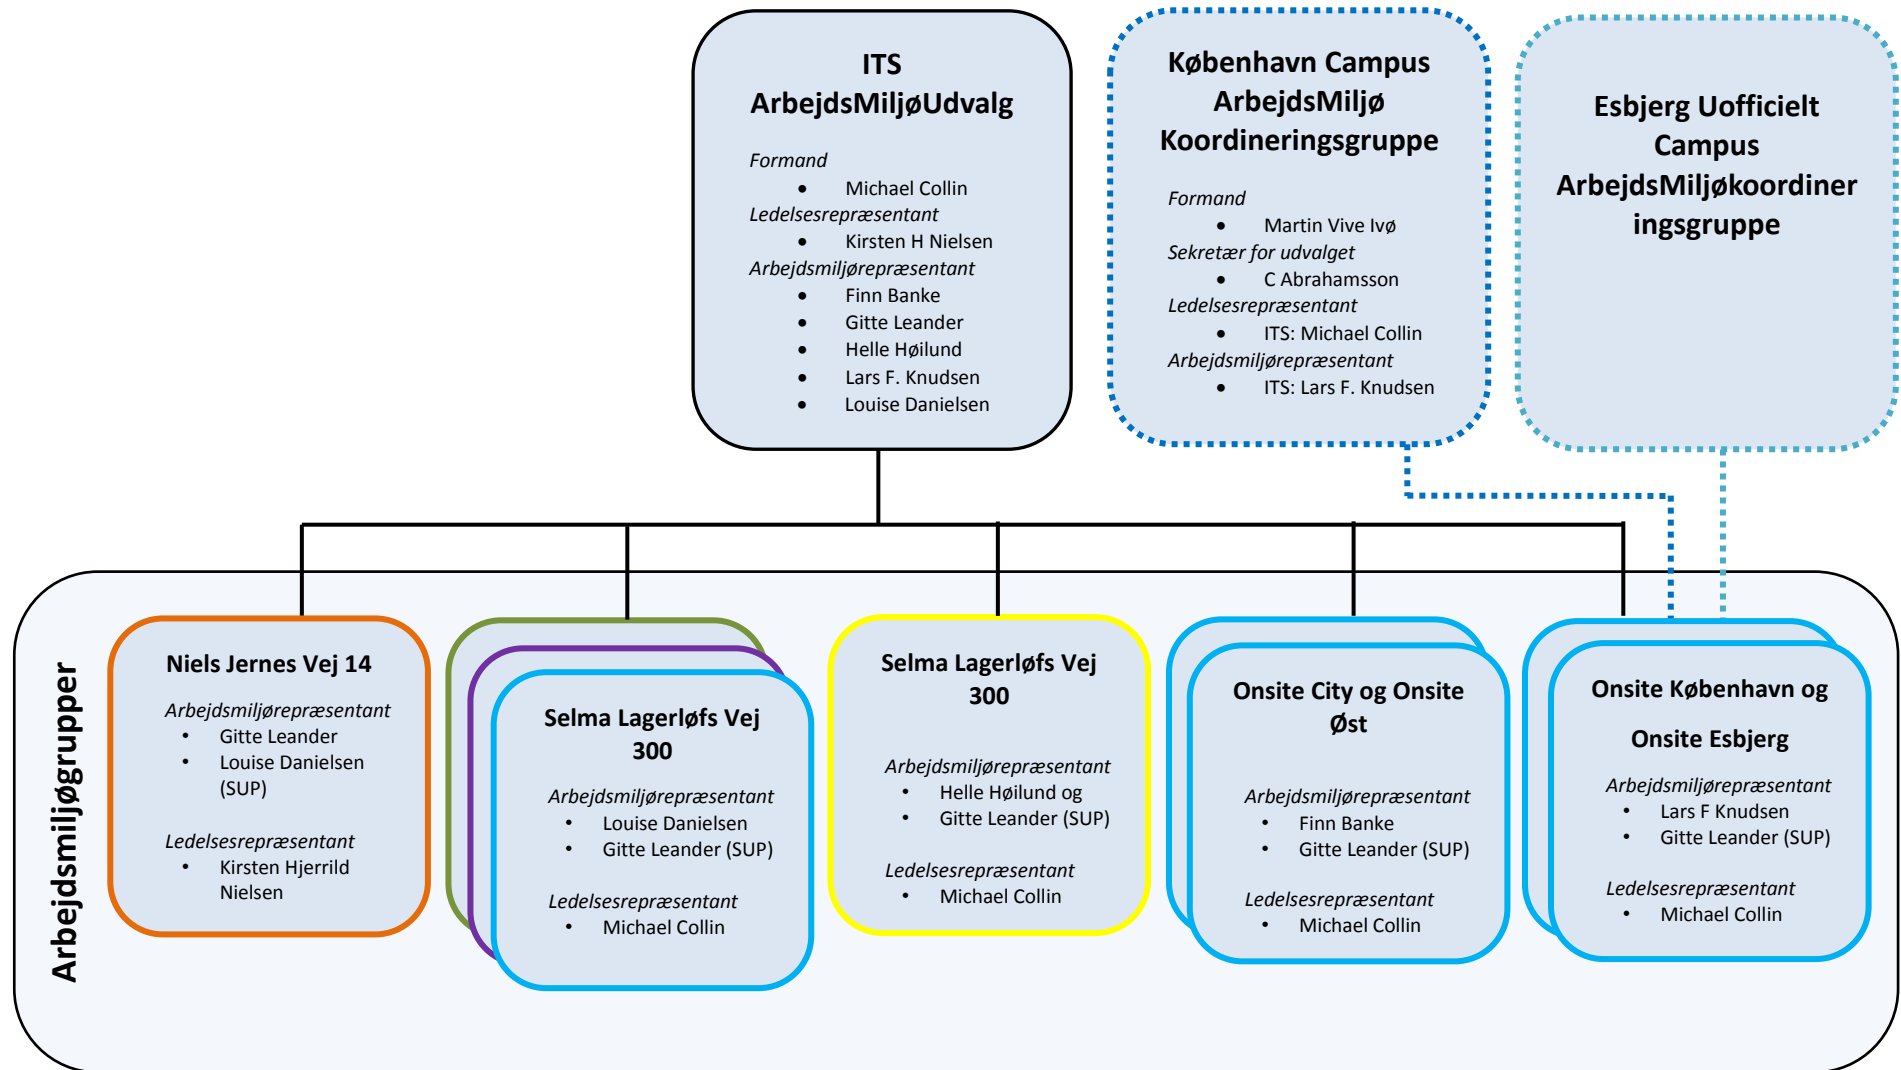 ITS
ArbejdsMiljøUdvalg
Formand
• Michael Collin
Ledelsesrepræsentant
• Kirsten H Nielsen
Arbejdsmiljørepræsentant
• Finn Banke
• Gitte Leander
• Helle Høilund
• Lars F. Knudsen
• Louise Danielsen
København Campus
ArbejdsMiljø
Koordineringsgruppe
Formand
• Martin Vive Ivø
Sekretær for udvalget
• C Abrahamsson
Ledelsesrepræsentant
• ITS: Michael Collin
Arbejdsmiljørepræsentant
• ITS: Lars F. Knudsen
Esbjerg Uofficielt
Campus
ArbejdsMiljøkoordiner
ingsgruppe
Arbejdsmiljøgrupper
Niels Jernes Vej 14
Arbejdsmiljørepræsentant
• Gitte Leander
• Louise Danielsen
(SUP)
Ledelsesrepræsentant
• Kirsten Hjerrild
Nielsen
Selma Lagerløfs Vej
300
Arbejdsmiljørepræsentant
• Louise Danielsen
• Gitte Leander (SUP)
Ledelsesrepræsentant
• Michael Collin
Selma Lagerløfs Vej
300
Arbejdsmiljørepræsentant
• Helle Høilund og
• Gitte Leander (SUP)
Ledelsesrepræsentant
• Michael Collin
Onsite City og Onsite
Øst
Arbejdsmiljørepræsentant
• Finn Banke
• Gitte Leander (SUP)
Ledelsesrepræsentant
• Michael Collin
Onsite København og
Onsite Esbjerg
Arbejdsmiljørepræsentant
• Lars F Knudsen
• Gitte Leander (SUP)
Ledelsesrepræsentant
• Michael Collin